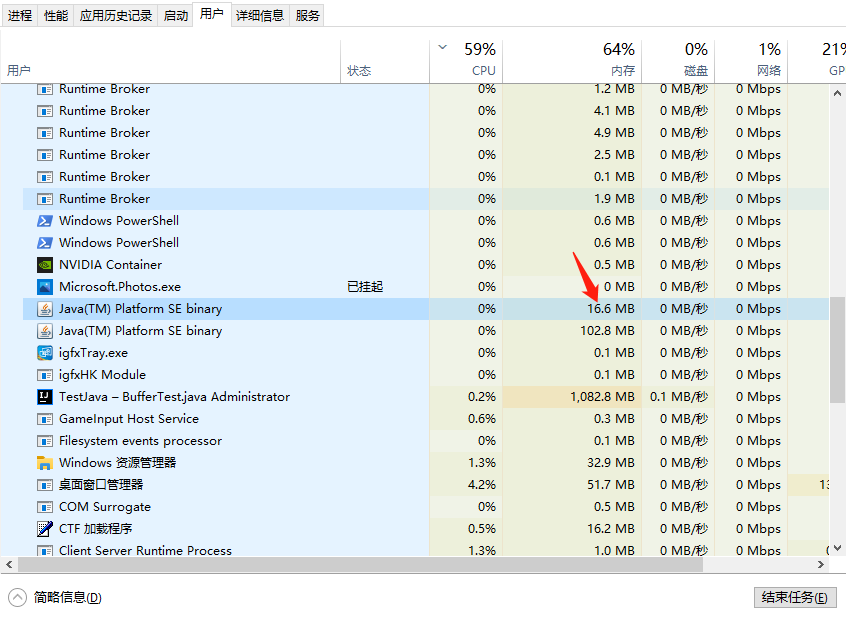 进程 性能 应用历史记录 启动 用户 详细信息 服务
59% 64% 0% 1% 21%
用户 状态 CPU 内存 磁盘 网络 GP
Runtime Broker 0% 1.2 MB 0 MB/秒 0 Mbps
Runtime Broker 0% 4.1 MB 0 MB/秒 0 Mbps
Runtime Broker 0% 4.9 MB 0 MB/秒 0 Mbps
Runtime Broker 0% 2.5 MB 0 MB/秒 0 Mbps
Runtime Broker 0% 0.1 MB 0 MB/秒 0 Mbps
Runtime Broker 0% 1.9 MB 0 MB/秒 0 Mbps
Windows PowerShell 0% 0.6 MB 0 MB/秒 0 Mbps
Windows PowerShell 0% 0.6 MB 0 MB/秒 0 Mbps
NVIDIA Container 0% 0.5 MB 0 MB/秒 0 Mbps
Microsoft.Photos.exe 已挂起 0% 0 MB 0 MB/秒 0 Mbps
Java(TM) Platform SE binary 0% 16.6 MB 0 MB/秒 0 Mbps
Java(TM) Platform SE binary 0% 102.8 MB 0 MB/秒 0 Mbps
igfxTray.exe 0% 0.1 MB 0 MB/秒 0 Mbps
igfxHK Module 0% 0.1 MB 0 MB/秒 0 Mbps
TestJava – BufferTest.java Administrator 0.2% 1,082.8 MB 0.1 MB/秒 0 Mbps
GameInput Host Service 0.6% 0.3 MB 0 MB/秒 0 Mbps
Filesystem events processor 0% 0.1 MB 0 MB/秒 0 Mbps
Windows 资源管理器 1.3% 32.9 MB 0 MB/秒 0 Mbps
桌面窗口管理器 4.2% 51.7 MB 0 MB/秒 0 Mbps
COM Surrogate 0% 0.5 MB 0 MB/秒 0 Mbps
CTF 加载程序 0.5% 16.2 MB 0 MB/秒 0 Mbps
Client Server Runtime Process 1.3% 1.0 MB 0 MB/秒 0 Mbps
简略信息(D) 结束任务(E)